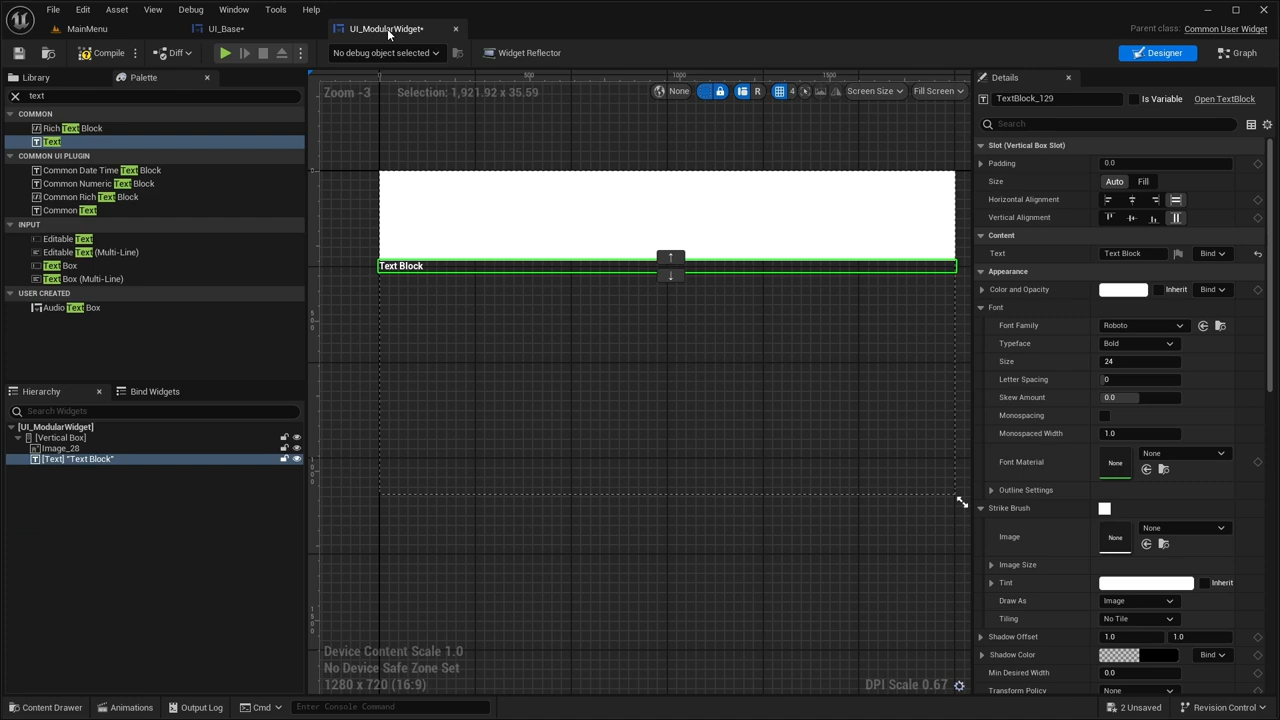 File Edit Asset View Debug Window Tools Help
MainMenu UI_Base* UI_ModularWidget*
Parent class: Common User Widget
Compile Diff No debug object selected Widget Reflector Designer Graph
Library Palette
text
COMMON
Rich Text Block
Text
COMMON UI PLUGIN
Common Date Time Text Block
Common Numeric Text Block
Common Rich Text Block
Common Text
INPUT
Editable Text
Editable Text (Multi-Line)
Text Box
Text Box (Multi-Line)
USER CREATED
Audio Text Box
Hierarchy Bind Widgets
Search Widgets
[UI_ModularWidget]
[Vertical Box]
Image_28
[Text] "Text Block"
0 500 1000 1500
Zoom -3 Selection: 1,921.92 x 35.59 None R 4 Screen Size Fill Screen
0
Text Block
500
1000
1500
Device Content Scale 1.0
No Device Safe Zone Set
1280 x 720 (16:9)
DPI Scale 0.67
Details
TextBlock_129 Is Variable Open TextBlock
Search
Slot (Vertical Box Slot)
Padding 0.0
Size Auto Fill
Horizontal Alignment
Vertical Alignment
Content
Text Text Block Bind
Appearance
Color and Opacity Inherit Bind
Font
Font Family Roboto
Typeface Bold
Size 24
Letter Spacing 0
Skew Amount 0.0
Monospacing
Monospaced Width 1.0
Font Material None None
Outline Settings
Strike Brush
Image None None
Image Size
Tint Inherit
Draw As Image
Tiling No Tile
Shadow Offset 1.0 1.0
Shadow Color Bind
Min Desired Width 0.0
Transform Policy None
Content Drawer Animations Output Log Cmd Enter Console Command 2 Unsaved Revision Control